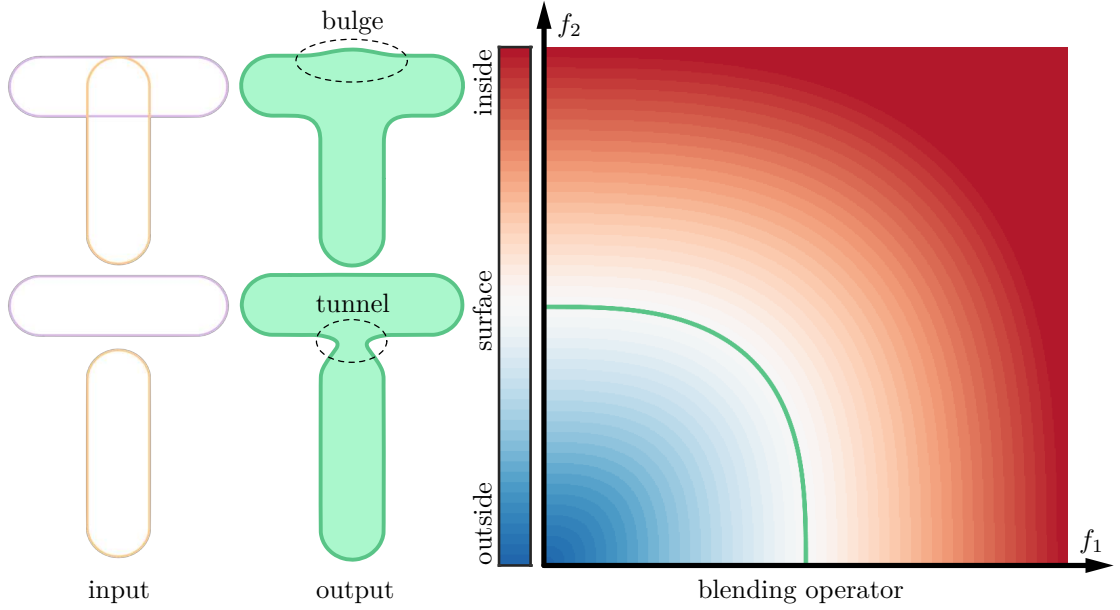 bulge
tunnel
input
output
inside
surface
outside
f2
f1
blending operator